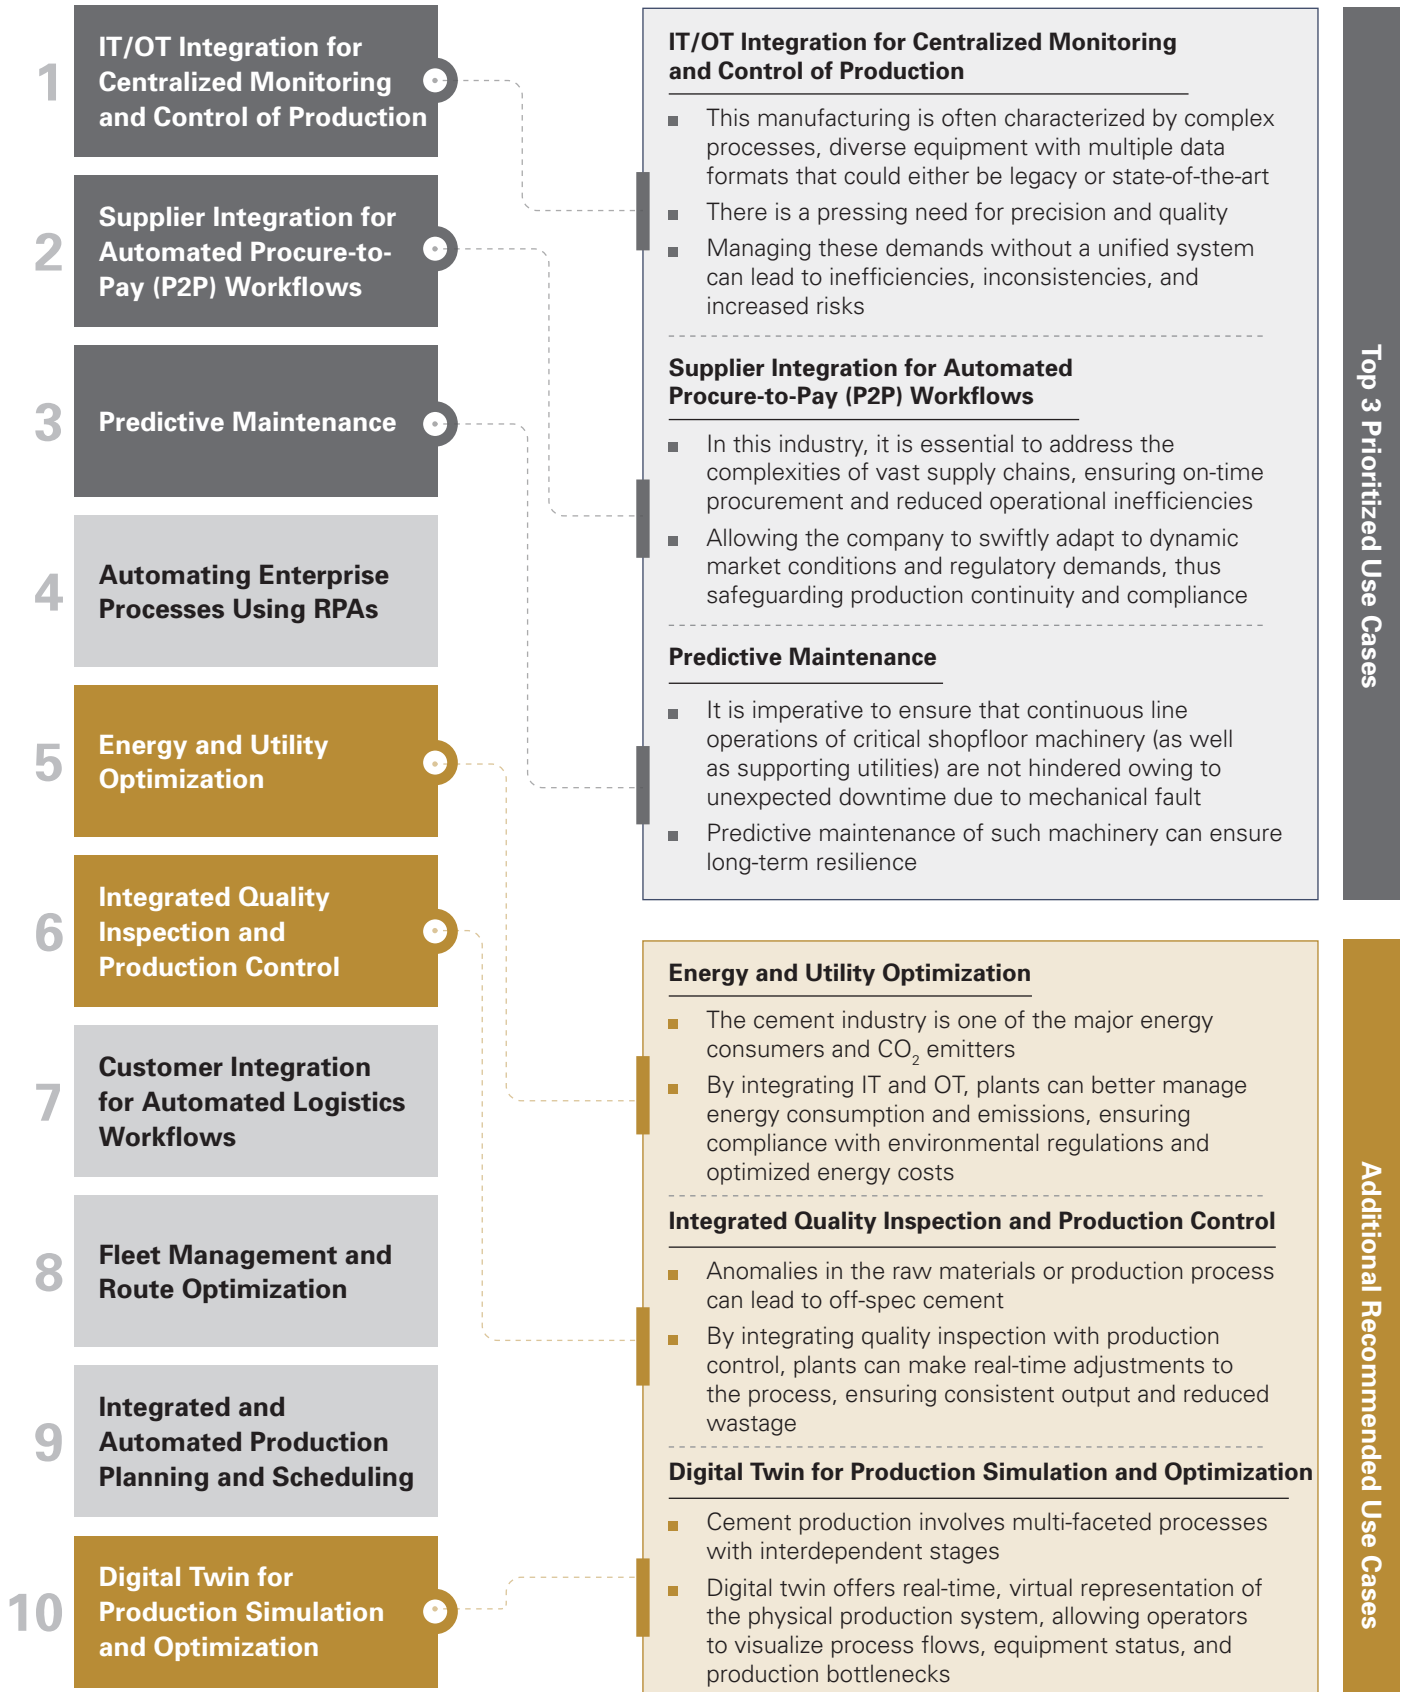 1
IT/OT Integration for
Centralized Monitoring
and Control of Production
2
Supplier Integration for
Automated Procure-to-
Pay (P2P) Workflows
3
Predictive Maintenance
4
Automating Enterprise
Processes Using RPAs
5
Energy and Utility
Optimization
6
Integrated Quality
Inspection and
Production Control
7
Customer Integration
for Automated Logistics
Workflows
8
Fleet Management and
Route Optimization
9
Integrated and
Automated Production
Planning and Scheduling
10
Digital Twin for
Production Simulation
and Optimization
IT/OT Integration for Centralized Monitoring
and Control of Production
■ This manufacturing is often characterized by complex
processes, diverse equipment with multiple data
formats that could either be legacy or state-of-the-art
■ There is a pressing need for precision and quality
■ Managing these demands without a unified system
can lead to inefficiencies, inconsistencies, and
increased risks
Supplier Integration for Automated
Procure-to-Pay (P2P) Workflows
■ In this industry, it is essential to address the
complexities of vast supply chains, ensuring on-time
procurement and reduced operational inefficiencies
■ Allowing the company to swiftly adapt to dynamic
market conditions and regulatory demands, thus
safeguarding production continuity and compliance
Predictive Maintenance
■ It is imperative to ensure that continuous line
operations of critical shopfloor machinery (as well
as supporting utilities) are not hindered owing to
unexpected downtime due to mechanical fault
■ Predictive maintenance of such machinery can ensure
long-term resilience
Top 3 Prioritized Use Cases
Energy and Utility Optimization
■ The cement industry is one of the major energy
consumers and CO₂ emitters
■ By integrating IT and OT, plants can better manage
energy consumption and emissions, ensuring
compliance with environmental regulations and
optimized energy costs
Integrated Quality Inspection and Production Control
■ Anomalies in the raw materials or production process
can lead to off-spec cement
■ By integrating quality inspection with production
control, plants can make real-time adjustments to
the process, ensuring consistent output and reduced
wastage
Digital Twin for Production Simulation and Optimization
■ Cement production involves multi-faceted processes
with interdependent stages
■ Digital twin offers real-time, virtual representation of
the physical production system, allowing operators
to visualize process flows, equipment status, and
production bottlenecks
Additional Recommended Use Cases